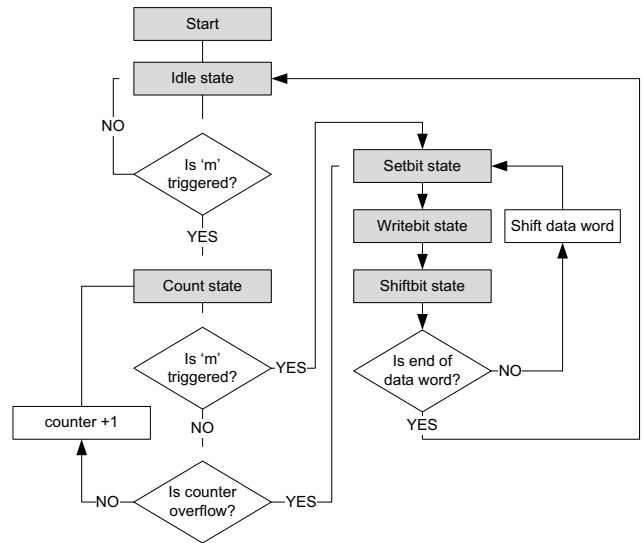 Start
Idle state
NO
Is 'm'
triggered?
YES
Count state
Is 'm'
triggered?
YES
counter +1
NO
NO
Is counter
overflow?
YES
Setbit state
Writebit state
Shift data word
Shiftbit state
Is end of
data word?
NO
YES